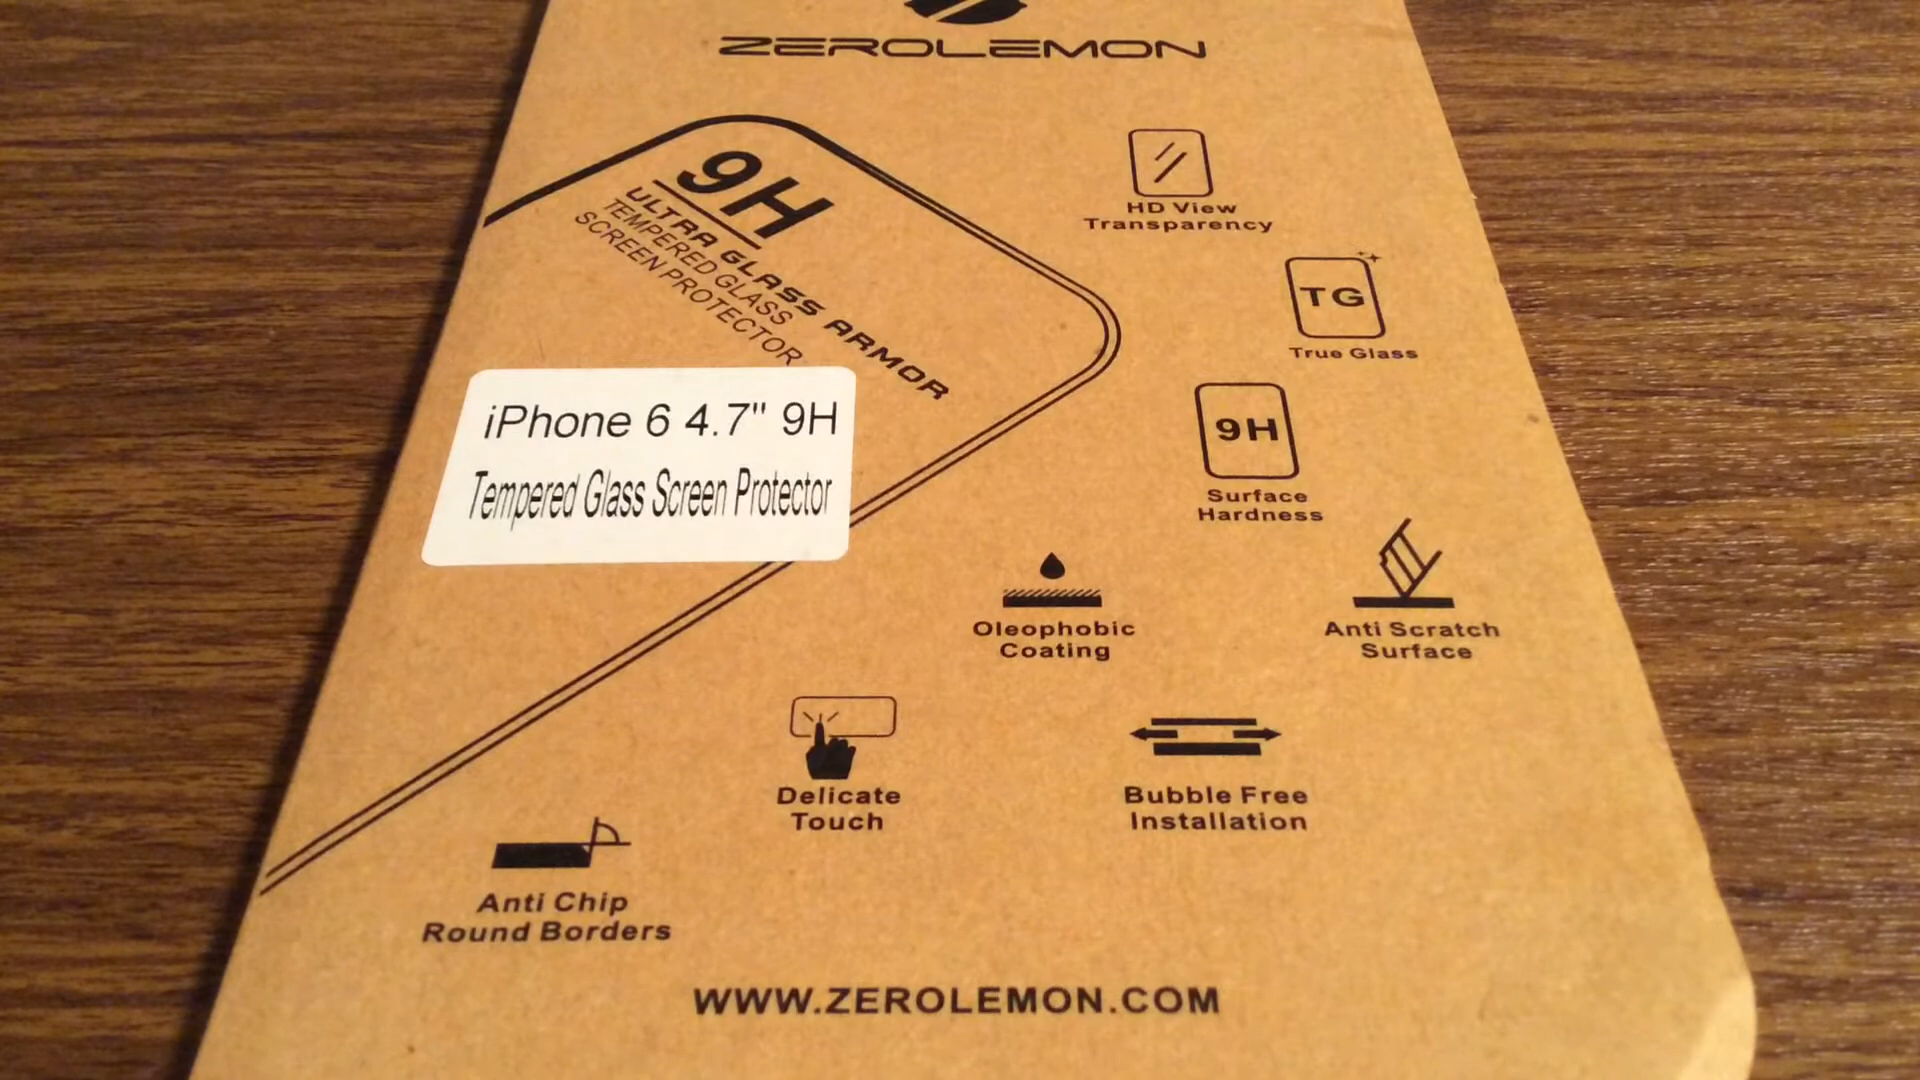 ZEROLEMON
9H
ULTRA GLASS ARMOR
TEMPERED GLASS
SCREEN PROTECTOR
iPhone 6 4.7" 9H
Tempered Glass Screen Protector
HD View
Transparency
TG
True Glass
9H
Surface
Hardness
Oleophobic
Coating
Anti Scratch
Surface
Delicate
Touch
Bubble Free
Installation
Anti Chip
Round Borders
WWW.ZEROLEMON.COM